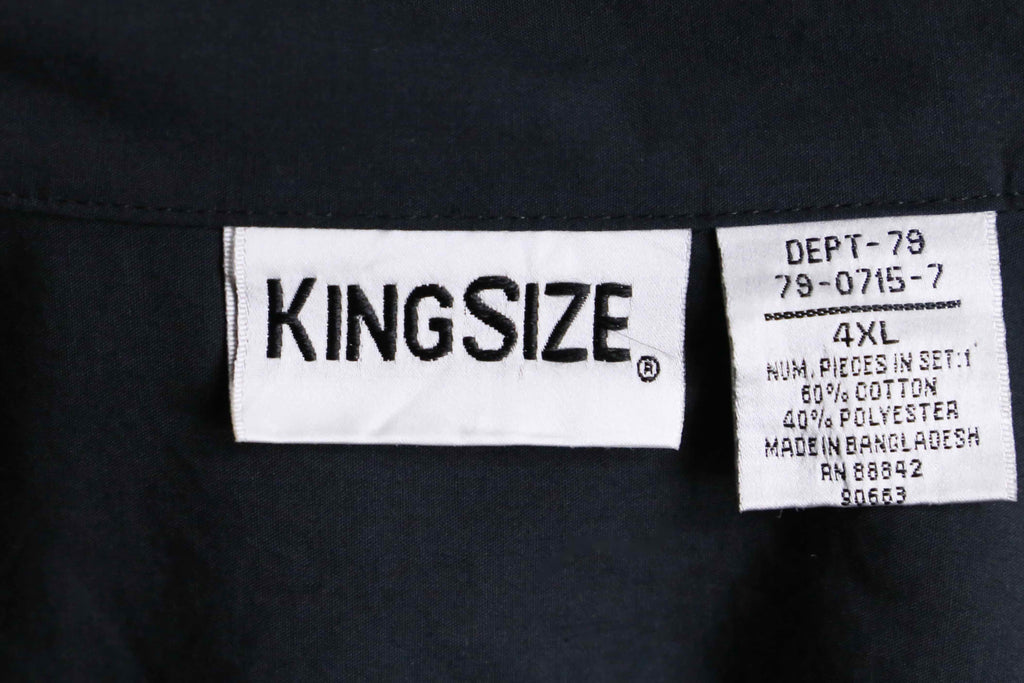 KINGSIZE®
DEPT-79
79-0715-7
4XL
NUM. PIECES IN SET:1
60% COTTON
40% POLYESTER
MADE IN BANGLADESH
RN 88842
90663